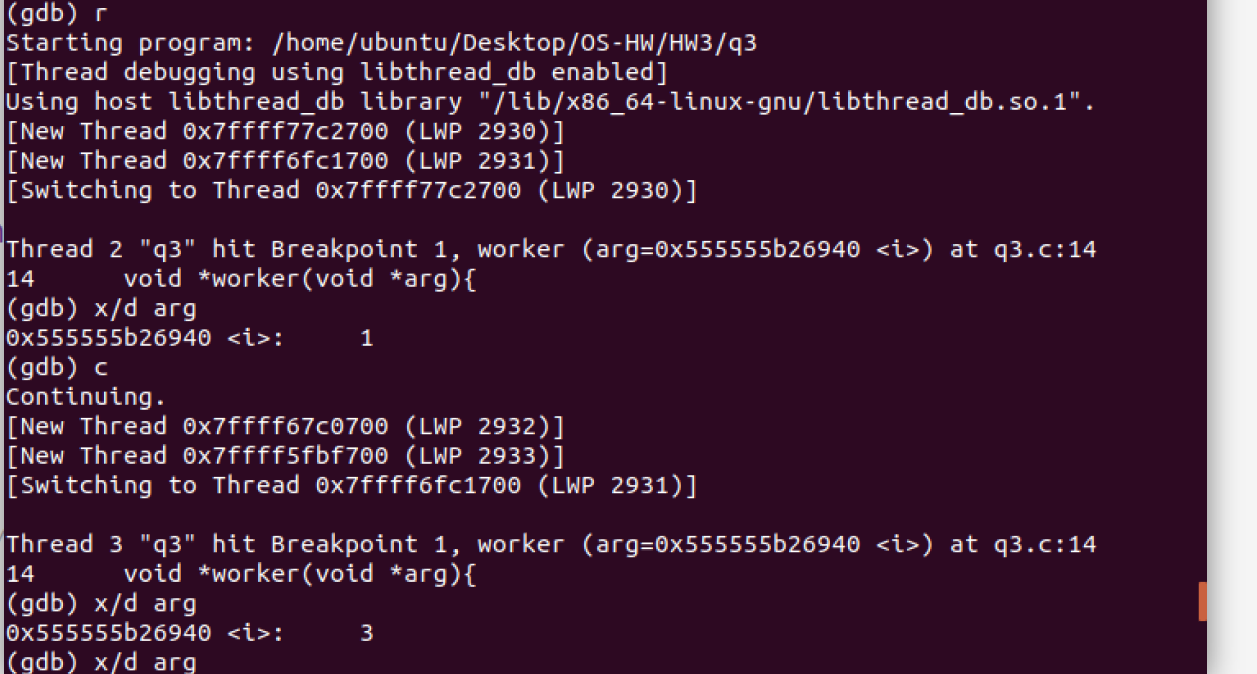 (gdb) r
Starting program: /home/ubuntu/Desktop/OS-HW/HW3/q3
[Thread debugging using libthread_db enabled]
Using host libthread_db library "/lib/x86_64-linux-gnu/libthread_db.so.1".
[New Thread 0x7ffff77c2700 (LWP 2930)]
[New Thread 0x7ffff6fc1700 (LWP 2931)]
[Switching to Thread 0x7ffff77c2700 (LWP 2930)]

Thread 2 "q3" hit Breakpoint 1, worker (arg=0x555555b26940 <i>) at q3.c:14
14      void *worker(void *arg){
(gdb) x/d arg
0x555555b26940 <i>:     1
(gdb) c
Continuing.
[New Thread 0x7ffff67c0700 (LWP 2932)]
[New Thread 0x7ffff5fbf700 (LWP 2933)]
[Switching to Thread 0x7ffff6fc1700 (LWP 2931)]

Thread 3 "q3" hit Breakpoint 1, worker (arg=0x555555b26940 <i>) at q3.c:14
14      void *worker(void *arg){
(gdb) x/d arg
0x555555b26940 <i>:     3
(gdb) x/d arg